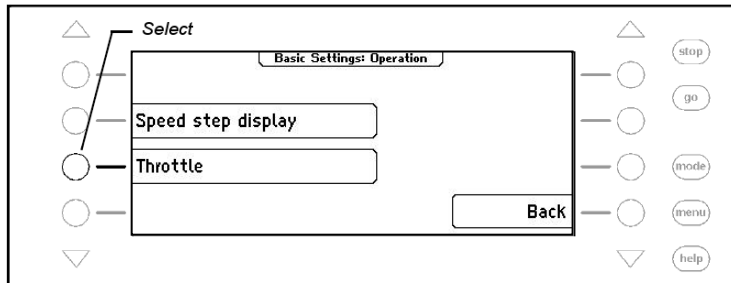 Select
Basic Settings: Operation
stop
go
Speed step display
Throttle
mode
Back
menu
help